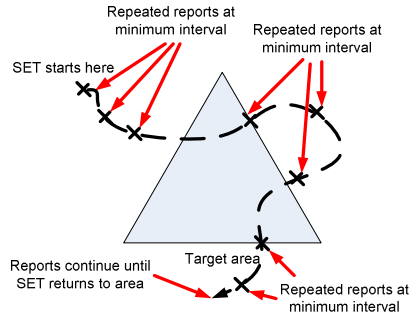 Repeated reports at
minimum interval
Repeated reports at
minimum interval
SET starts here
Target area
Reports continue until
SET returns to area
Repeated reports at
minimum interval